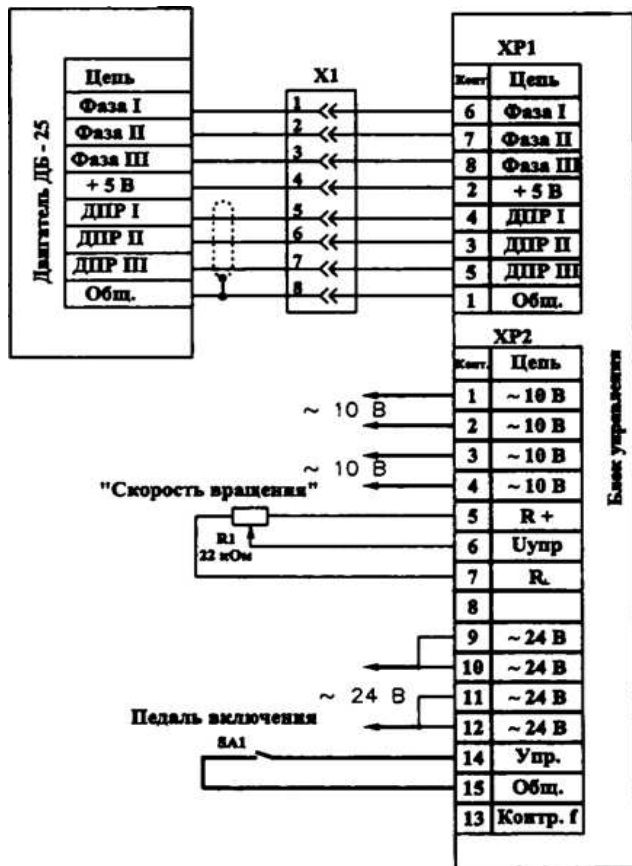 XP1
Цепь
X1
Конт
Цепь
Фаза I
1
6
Фаза I
Фаза II
2
7
Фаза II
Фаза III
3
8
Фаза III
+ 5 В
4
2
+ 5 В
ДПР I
5
4
ДПР I
ДПР II
6
3
ДПР II
ДПР III
7
5
ДПР III
Общ.
8
1
Общ.
Двигатель ДБ - 25
XP2
Конт.
Цепь
1
~ 10 В
~ 10 В
2
~ 10 В
3
~ 10 В
~ 10 В
4
~ 10 В
"Скорость вращения"
5
R +
R1
22 кОм
6
Uупр
7
R.
8
9
~ 24 В
10
~ 24 В
~ 24 В
11
~ 24 В
Педаль включения
12
~ 24 В
SA1
14
Упр.
15
Общ.
13
Контр. f
Блок управления